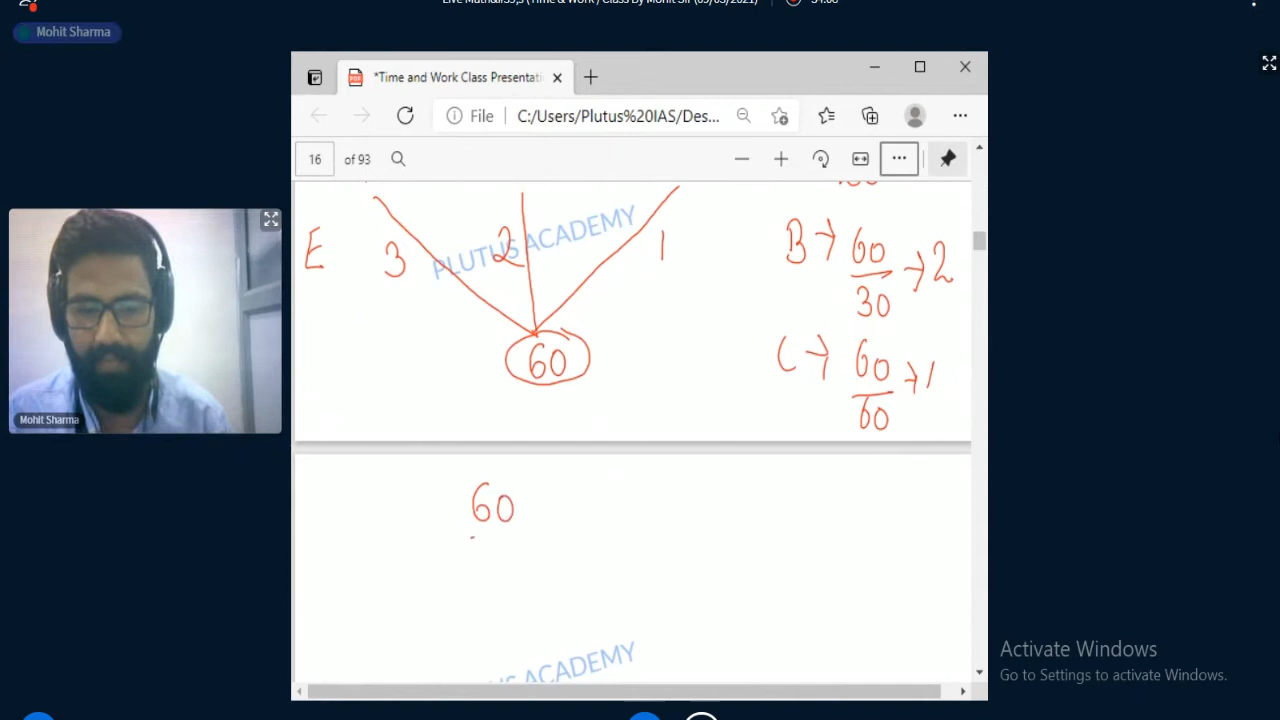 Mohit Sharma
*Time and Work Class Presentati
File C:/Users/Plutus%20IAS/Des...
16 of 93
E 3 2 1
PLUTUS ACADEMY
B → 60/30 → 2
60
C → 60/60 → 1
60
Mohit Sharma
Activate Windows
Go to Settings to activate Windows.
US ACADEMY